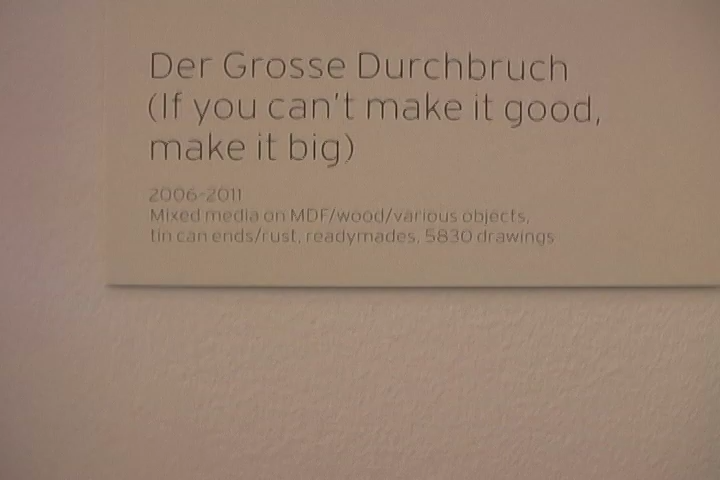 Der Grosse Durchbruch
(If you can't make it good,
make it big)
2006-2011
Mixed media on MDF/wood/various objects,
tin can ends/rust, readymades, 5830 drawings